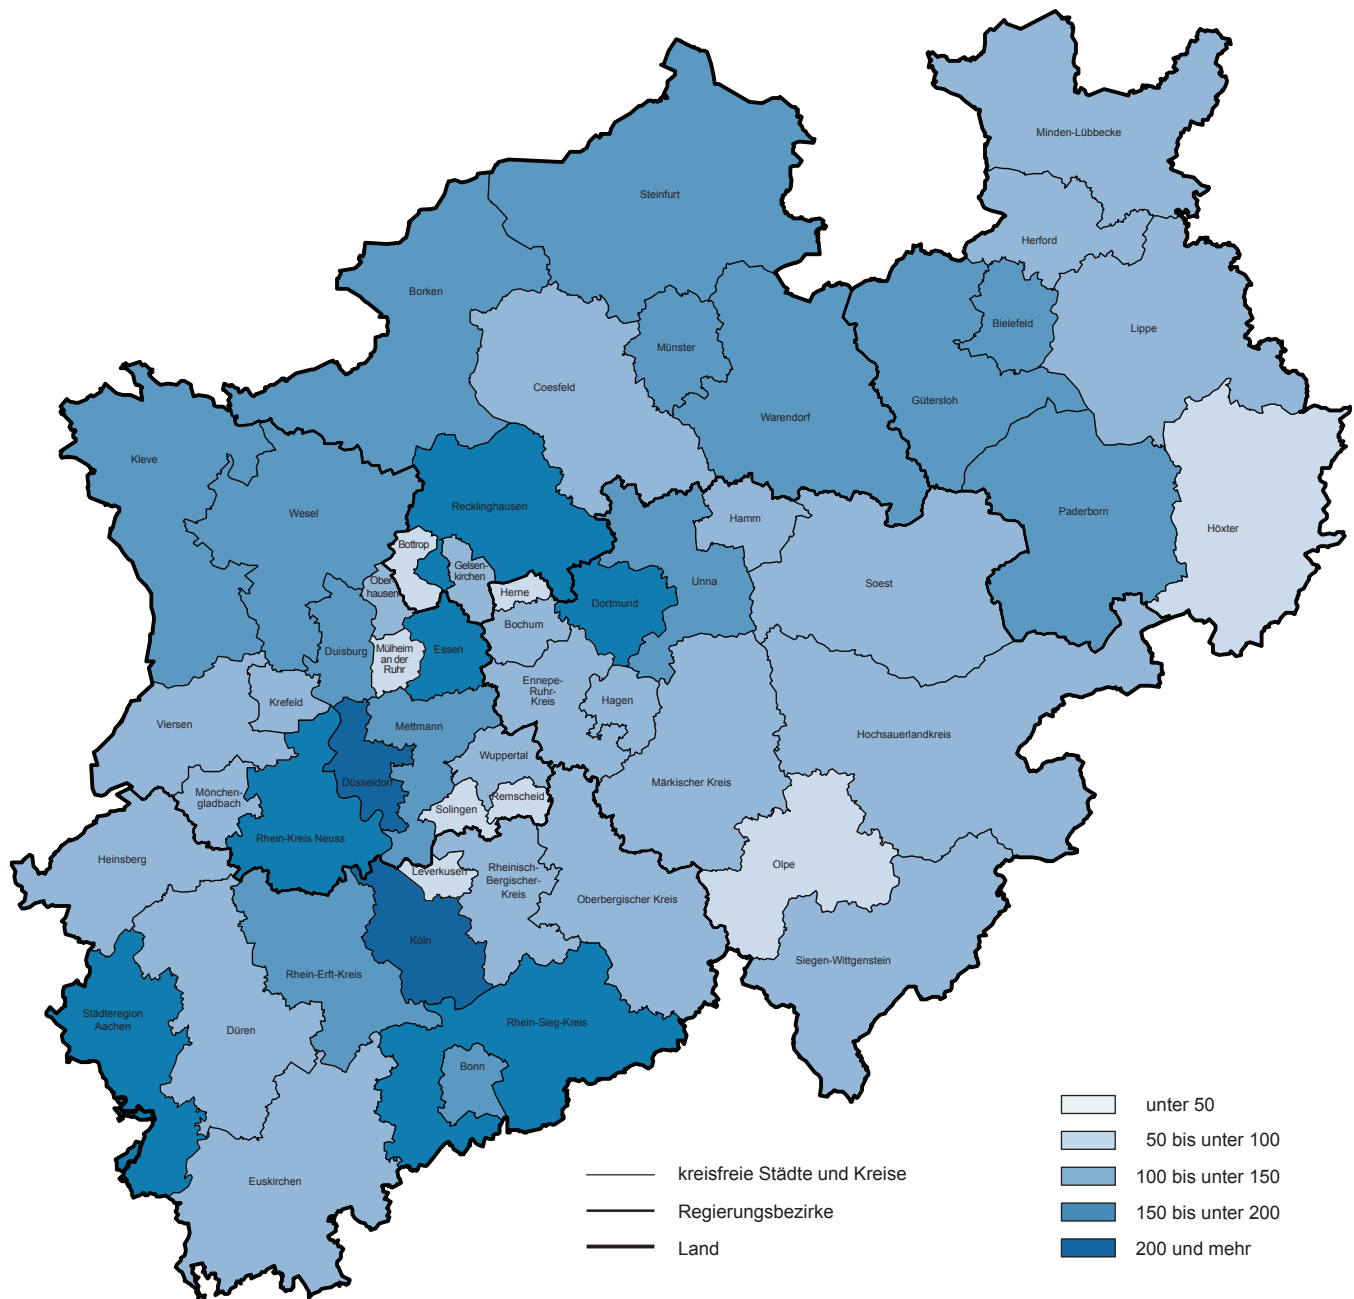 Minden-Lübbecke
Steinfurt
Herford
Borken
Bielefeld
Lippe
Münster
Coesfeld
Gütersloh
Warendorf
Kleve
Recklinghausen
Wesel
Paderborn
Hamm
Höxter
Bottrop
Gelsen-
kirchen
Ober-
hausen
Unna
Soest
Herne
Dortmund
Bochum
Duisburg
Mülheim
an der
Ruhr
Essen
Ennepe-
Ruhr-
Kreis
Hagen
Krefeld
Viersen
Mettmann
Hochsauerlandkreis
Wuppertal
Düsseldorf
Märkischer Kreis
Mönchen-
gladbach
Remscheid
Solingen
Rhein-Kreis Neuss
Heinsberg
Olpe
Leverkusen
Rheinisch-
Bergischer-
Kreis
Oberbergischer Kreis
Köln
Siegen-Wittgenstein
Rhein-Erft-Kreis
Städteregion
Aachen
Düren
Rhein-Sieg-Kreis
Bonn
Euskirchen
kreisfreie Städte und Kreise
Regierungsbezirke
Land
unter 50
50 bis unter 100
100 bis unter 150
150 bis unter 200
200 und mehr